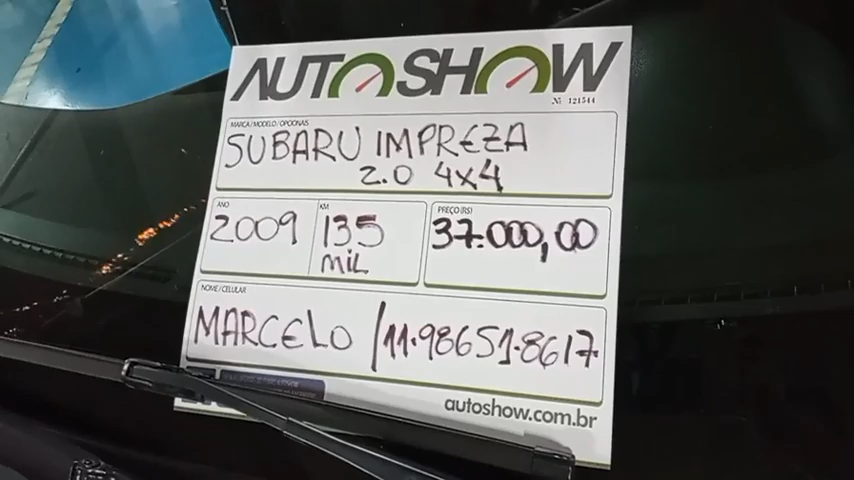 AUTOSHOW
Nº 121544
MARCA / MODELO / OPCIONAIS
SUBARU IMPREZA
2.0 4X4
ANO
KM
PREÇO (R$)
2009
135
MIL
37.000,00
NOME / CELULAR
MARCELO / 11.98651.8617
autoshow.com.br